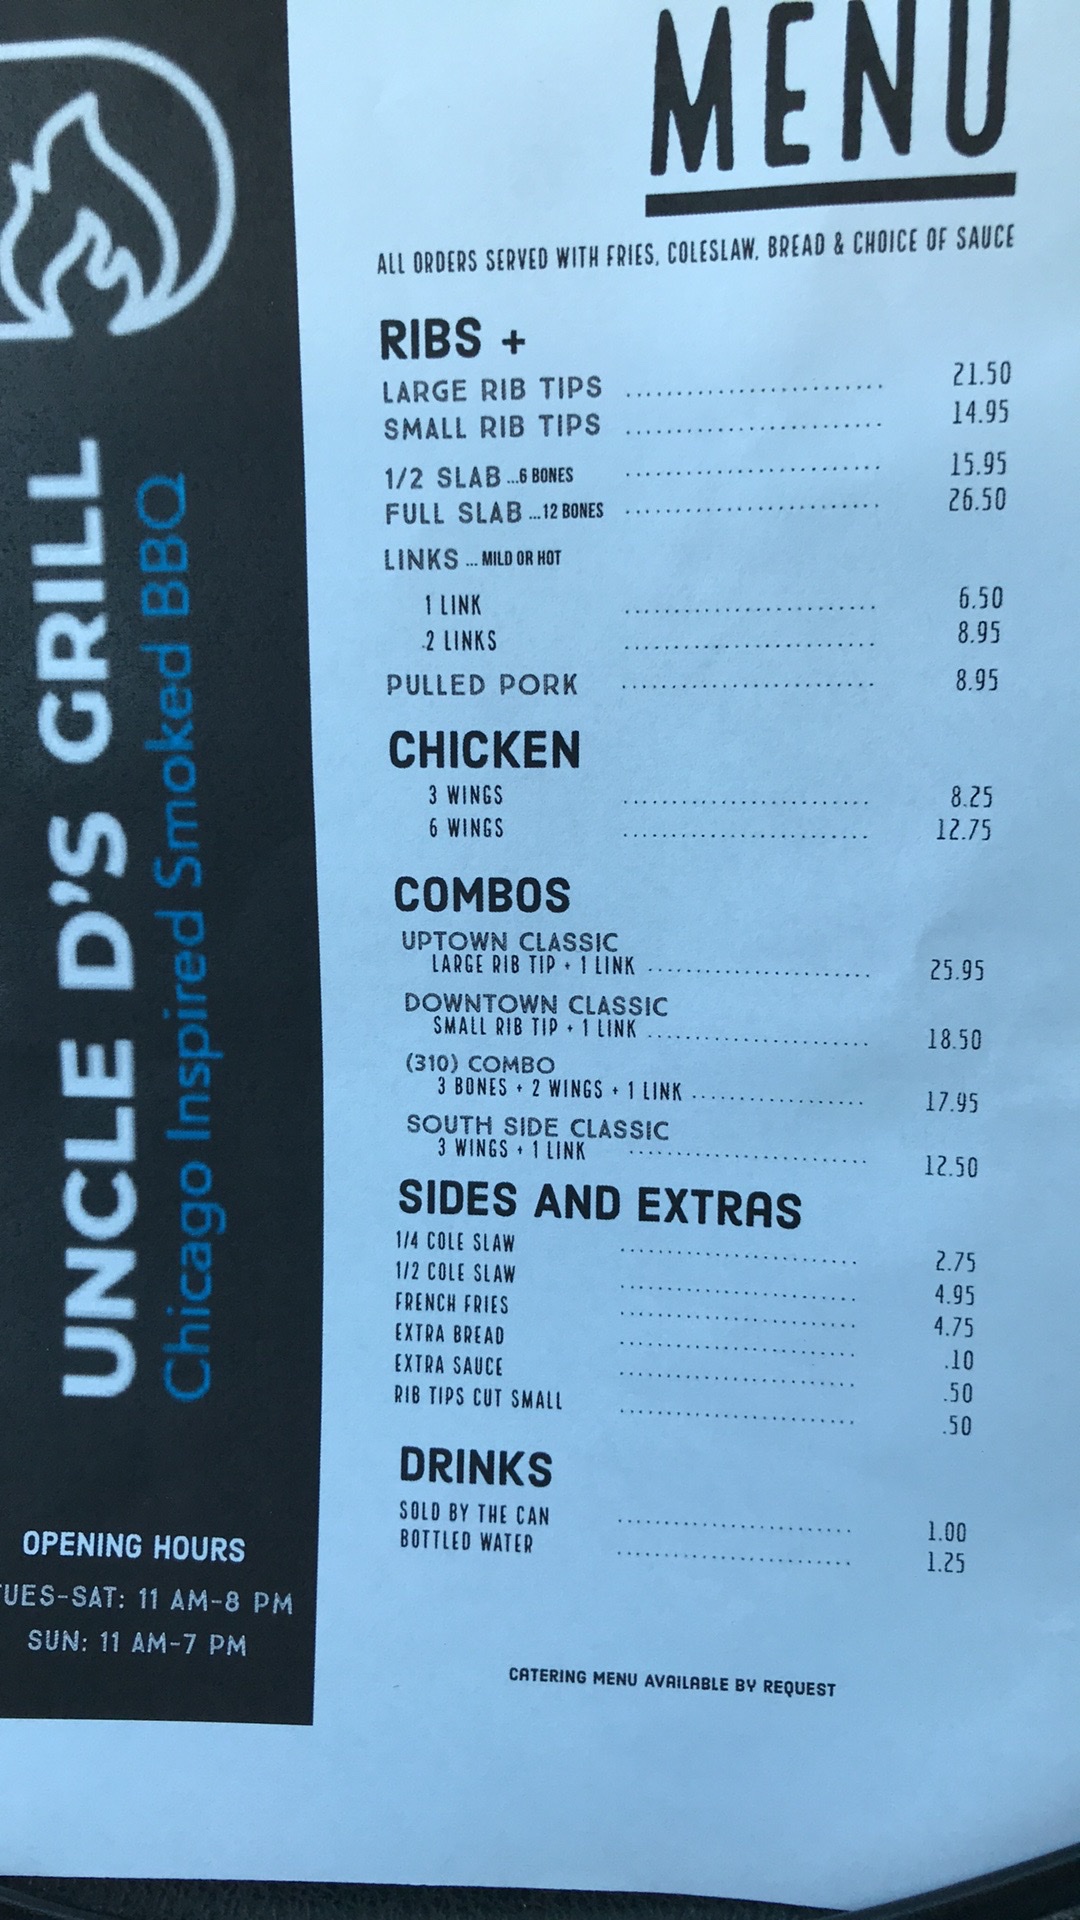 MENU
ALL ORDERS SERVED WITH FRIES, COLESLAW, BREAD & CHOICE OF SAUCE
RIBS +
LARGE RIB TIPS ........................ 21.50
SMALL RIB TIPS ........................ 14.95
1/2 SLAB ...6 BONES ........................ 15.95
FULL SLAB ...12 BONES ........................ 26.50
LINKS ... MILD OR HOT
1 LINK ........................ 6.50
2 LINKS ........................ 8.95
PULLED PORK ........................ 8.95
CHICKEN
3 WINGS ........................ 8.25
6 WINGS ........................ 12.75
COMBOS
UPTOWN CLASSIC
LARGE RIB TIP + 1 LINK ........................ 25.95
DOWNTOWN CLASSIC
SMALL RIB TIP + 1 LINK ........................ 18.50
(310) COMBO
3 BONES + 2 WINGS + 1 LINK ................. 17.95
SOUTH SIDE CLASSIC
3 WINGS + 1 LINK ........................ 12.50
SIDES AND EXTRAS
1/4 COLE SLAW ........................ 2.75
1/2 COLE SLAW ........................ 4.95
FRENCH FRIES ........................ 4.75
EXTRA BREAD ........................ .10
EXTRA SAUCE ........................ .50
RIB TIPS CUT SMALL ........................ .50
DRINKS
SOLD BY THE CAN ........................ 1.00
BOTTLED WATER ........................ 1.25
CATERING MENU AVAILABLE BY REQUEST
UNCLE D'S GRILL
Chicago Inspired Smoked BBQ
OPENING HOURS
TUES-SAT: 11 AM-8 PM
SUN: 11 AM-7 PM